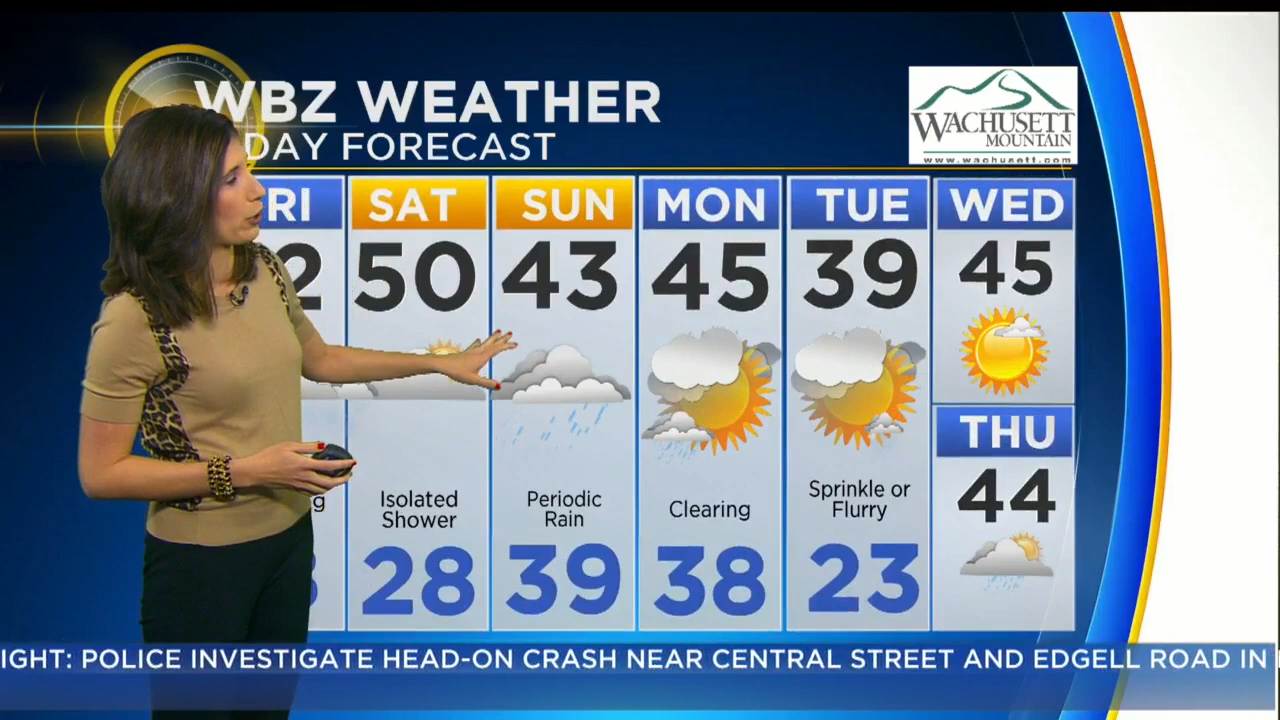 WBZ WEATHER
DAY FORECAST
WACHUSETT
MOUNTAIN
www.wachusett.com
RI SAT SUN MON TUE WED
2 50 43 45 39 45
THU
44
g
Isolated
Shower
Periodic
Rain
Clearing
Sprinkle or
Flurry
28 39 38 23
IGHT: POLICE INVESTIGATE HEAD-ON CRASH NEAR CENTRAL STREET AND EDGELL ROAD IN